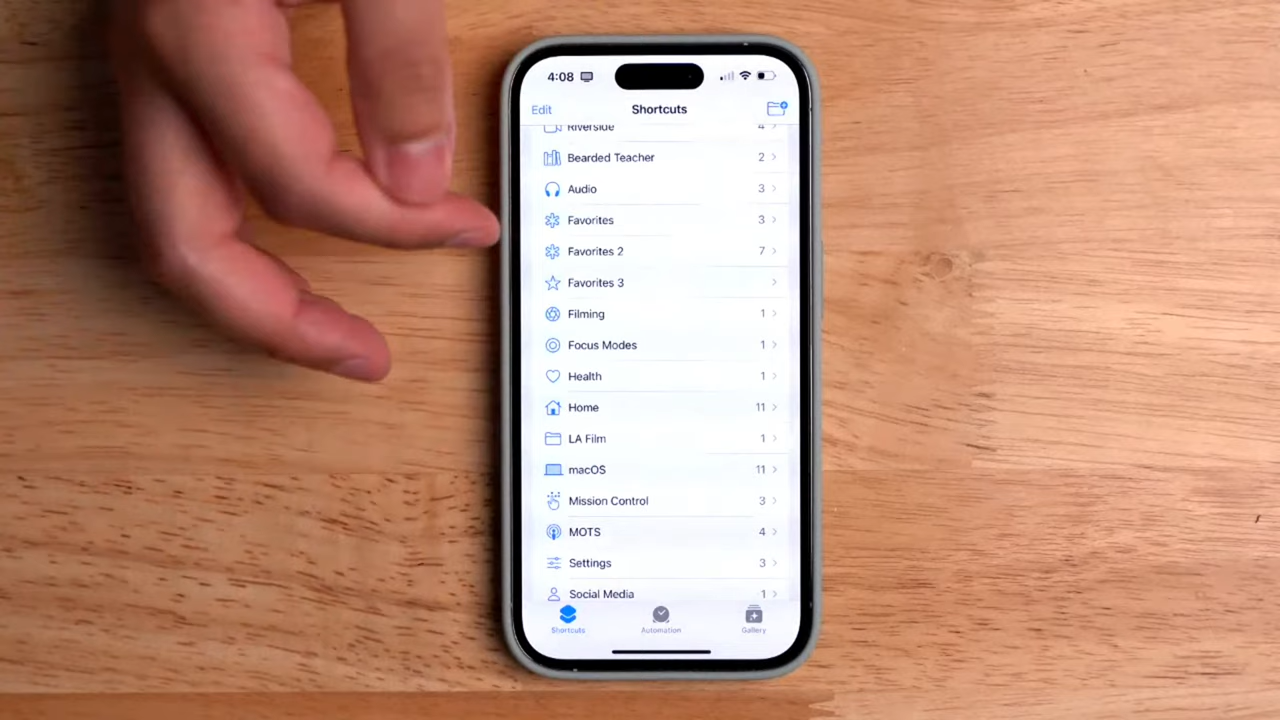 4:08
Edit Shortcuts
Riverside 4
Bearded Teacher 2
Audio 3
Favorites 3
Favorites 2 7
Favorites 3
Filming 1
Focus Modes 1
Health 1
Home 11
LA Film 1
macOS 11
Mission Control 3
MOTS 4
Settings 3
Social Media 1
Shortcuts Automation Gallery